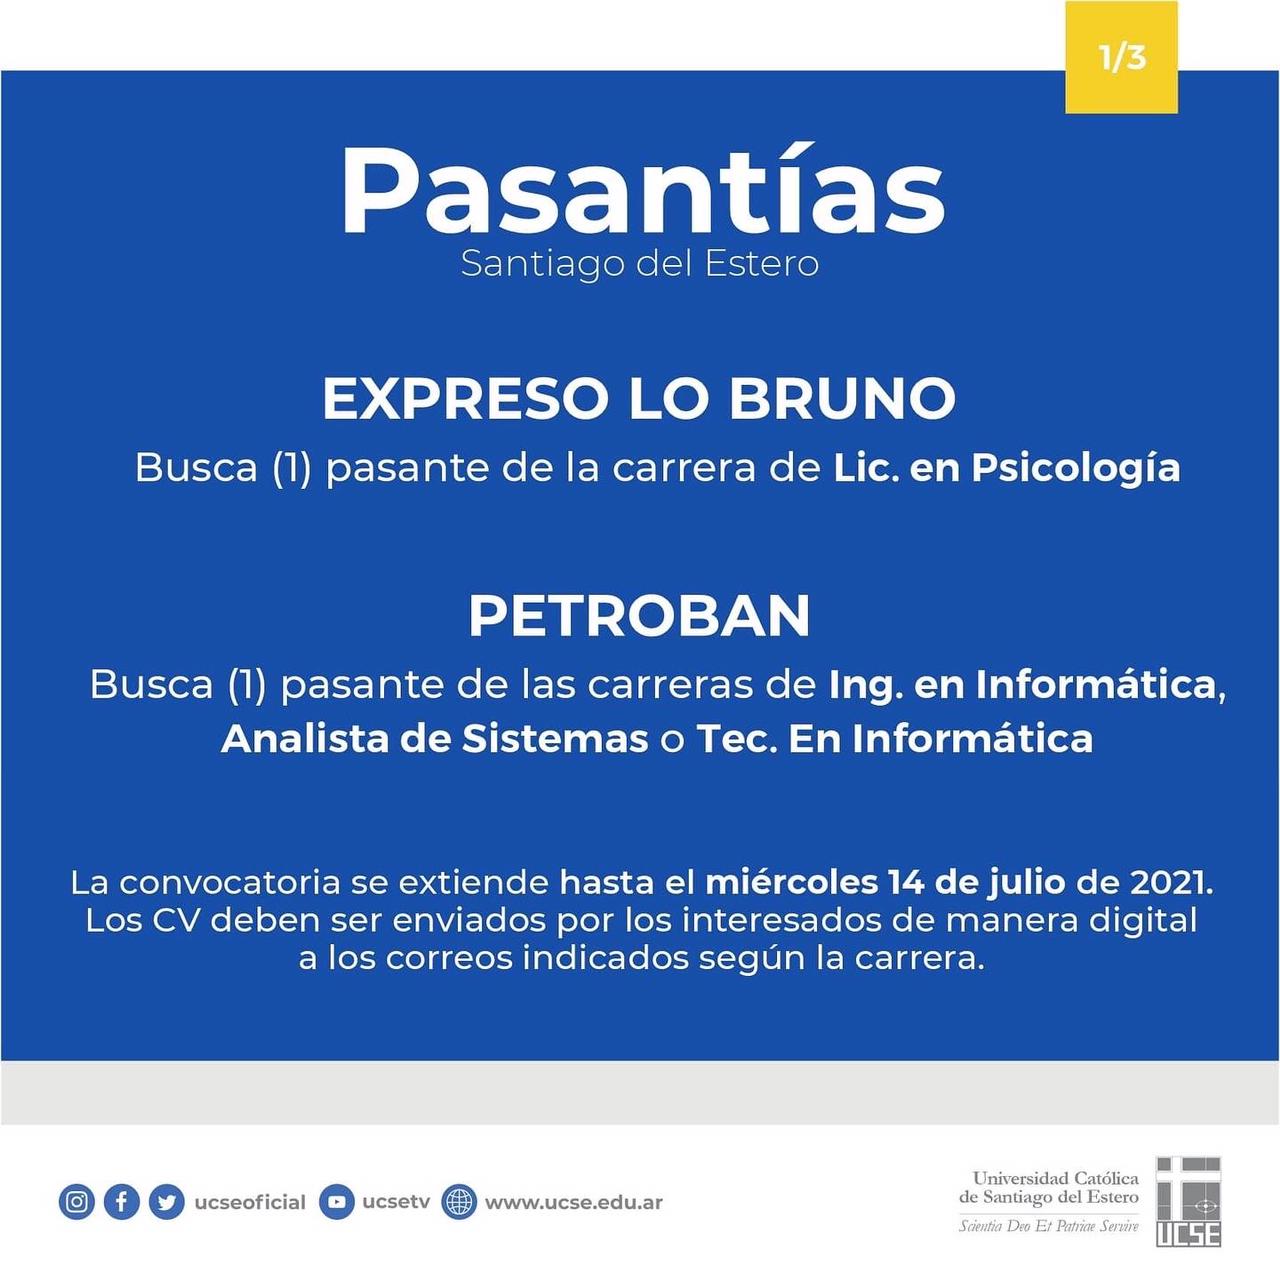 1/3
Pasantías
Santiago del Estero
EXPRESO LO BRUNO
Busca (1) pasante de la carrera de Lic. en Psicología
PETROBAN
Busca (1) pasante de las carreras de Ing. en Informática,
Analista de Sistemas o Tec. En Informática
La convocatoria se extiende hasta el miércoles 14 de julio de 2021.
Los CV deben ser enviados por los interesados de manera digital
a los correos indicados según la carrera.
ucseoficial ucsetv www.ucse.edu.ar
Universidad Católica
de Santiago del Estero
Scientia Deo Et Patriae Servire
UCSE